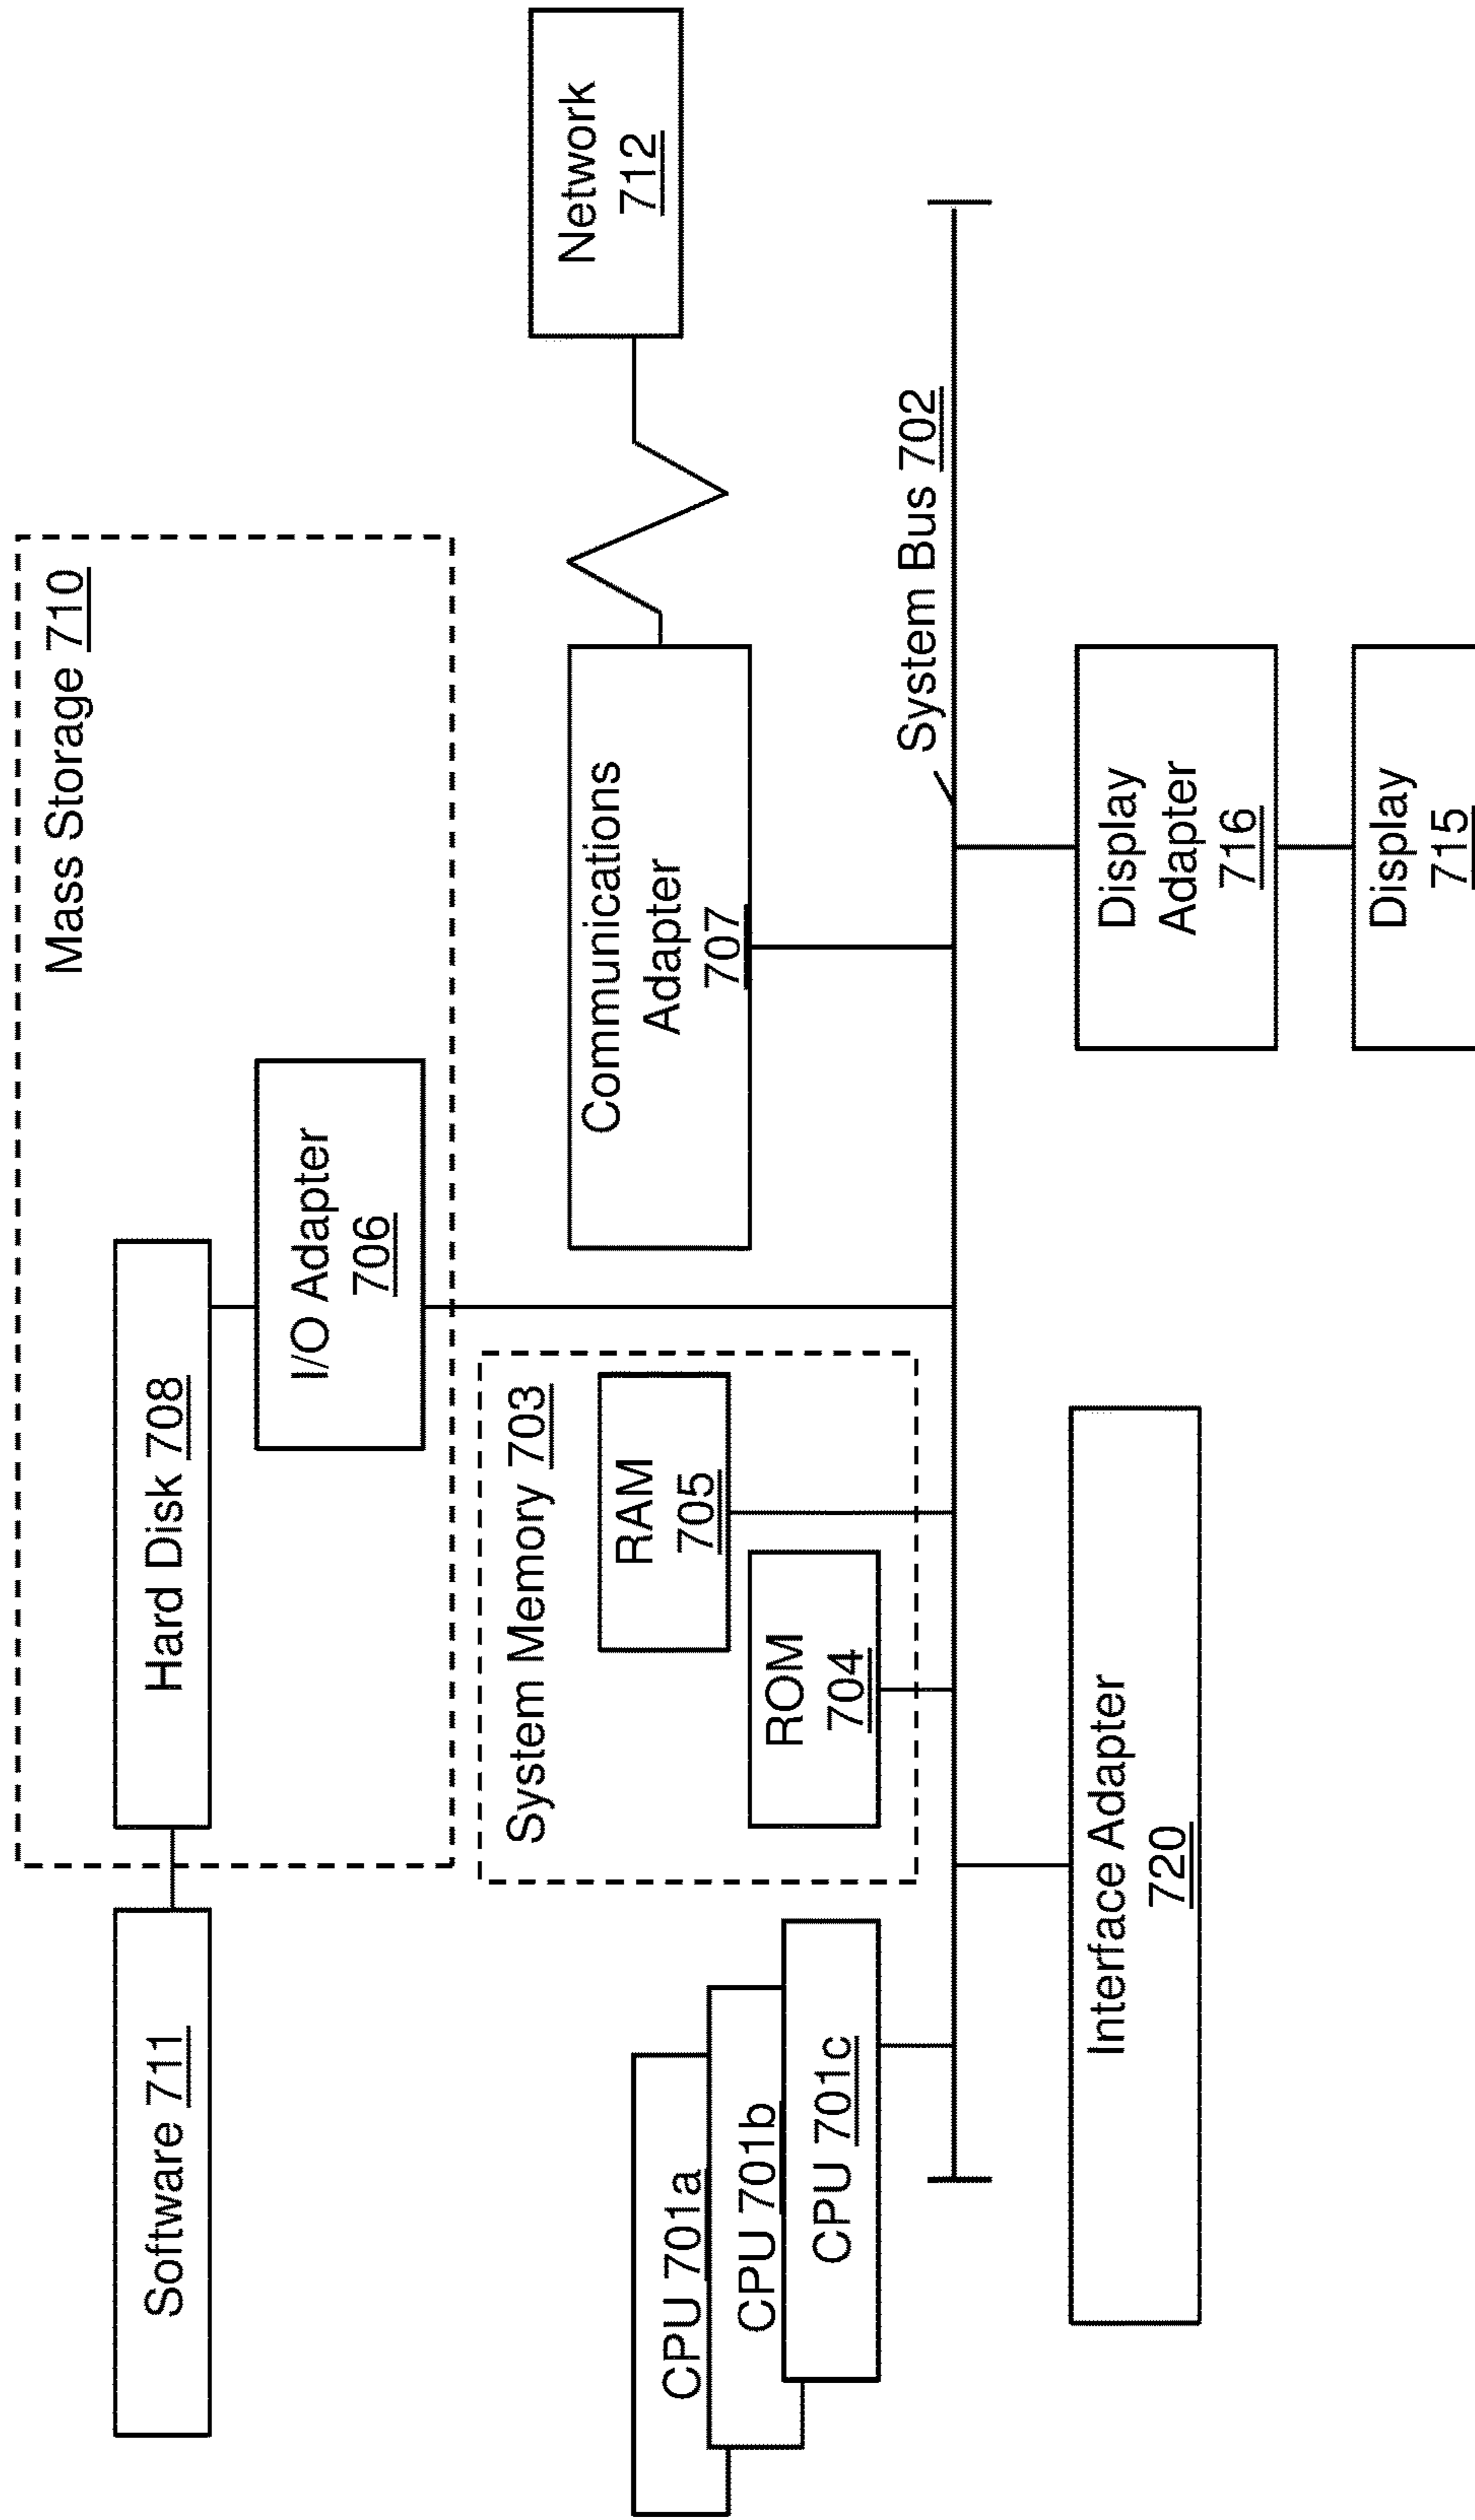 Software 711
Hard Disk 708
Mass Storage 710
I/O Adapter
706
CPU 701a
CPU 701b
CPU 701c
System Memory 703
RAM
705
ROM
704
Communications
Adapter
707
Network
712
System Bus 702
Interface Adapter
720
Display
Adapter
716
Display
715